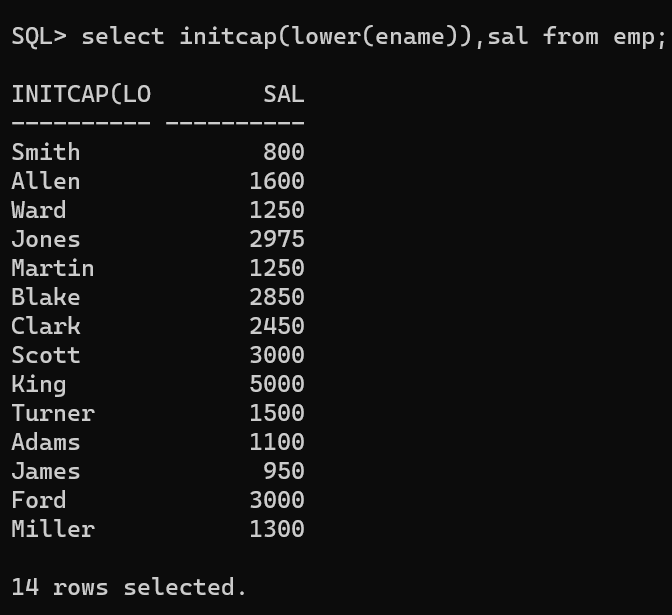 SQL> select initcap(lower(ename)),sal from emp;
INITCAP(LO        SAL
---------- ----------
Smith             800
Allen            1600
Ward             1250
Jones            2975
Martin           1250
Blake            2850
Clark            2450
Scott            3000
King             5000
Turner           1500
Adams            1100
James             950
Ford             3000
Miller           1300
14 rows selected.